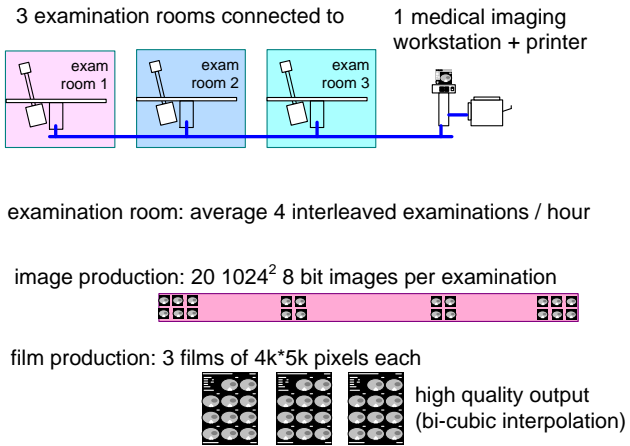 3 examination rooms connected to
1 medical imaging
workstation + printer
exam
room 1
exam
room 2
exam
room 3
examination room: average 4 interleaved examinations / hour
image production: 20 1024² 8 bit images per examination
film production: 3 films of 4k*5k pixels each
high quality output
(bi-cubic interpolation)